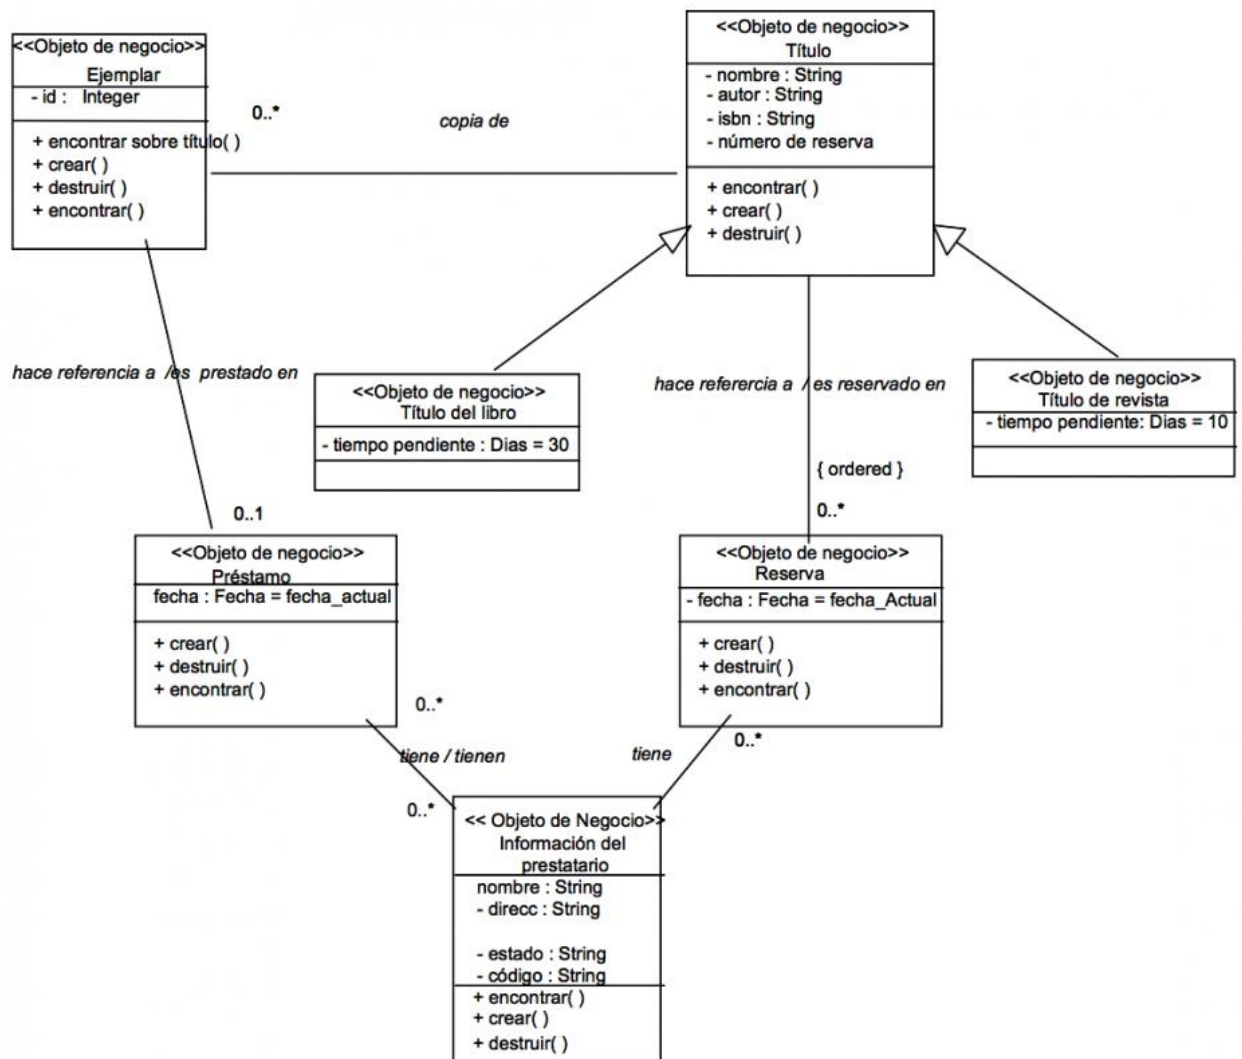 <<Objeto de negocio>>
Ejemplar
- id : Integer
+ encontrar sobre título( )
+ crear( )
+ destruir( )
+ encontrar( )
0..*
copia de
<<Objeto de negocio>>
Título
- nombre : String
- autor : String
- isbn : String
- número de reserva
+ encontrar( )
+ crear( )
+ destruir( )
hace referencia a /es prestado en
<<Objeto de negocio>>
Título del libro
- tiempo pendiente : Dias = 30
hace refercia a / es reservado en
<<Objeto de negocio>>
Título de revista
- tiempo pendiente: Dias = 10
{ ordered }
0..*
0..1
<<Objeto de negocio>>
Préstamo
fecha : Fecha = fecha_actual
+ crear( )
+ destruir( )
+ encontrar( )
<<Objeto de negocio>>
Reserva
- fecha : Fecha = fecha_Actual
+ crear( )
+ destruir( )
+ encontrar( )
0..*
tiene / tienen
tiene
0..*
0..*
<< Objeto de Negocio>>
Información del
prestatario
nombre : String
- direcc : String
- estado : String
- código : String
+ encontrar( )
+ crear( )
+ destruir( )